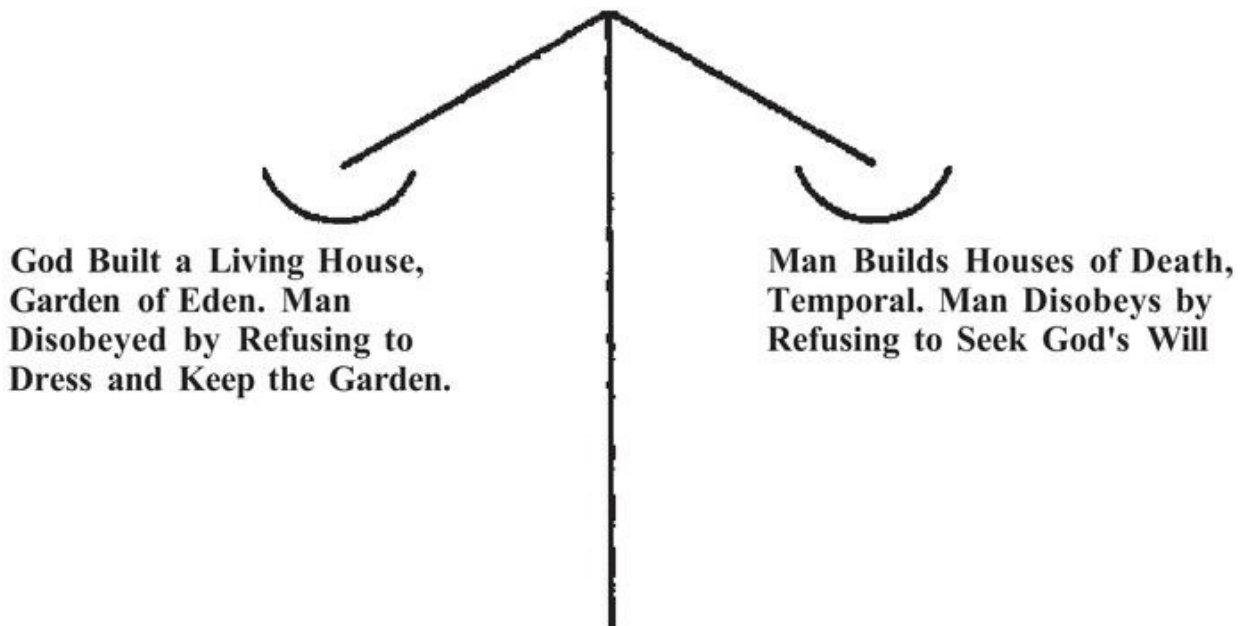 God Built a Living House,
Garden of Eden. Man
Disobeyed by Refusing to
Dress and Keep the Garden.
Man Builds Houses of Death,
Temporal. Man Disobeys by
Refusing to Seek God's Will